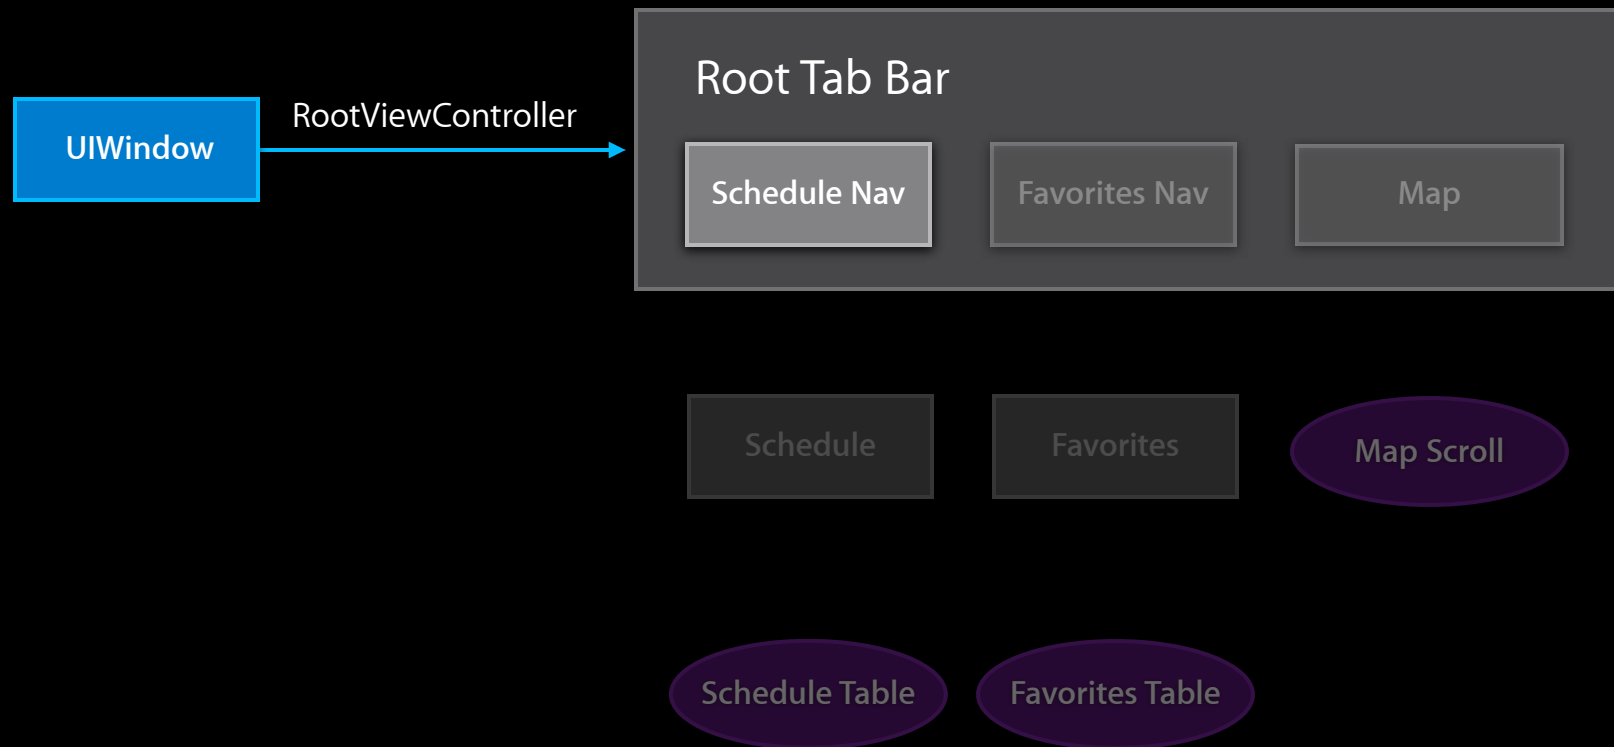 Root Tab Bar
RootViewController
UIWindow
Schedule Nav
Favorites Nav
Map
Schedule
Favorites
Map Scroll
Schedule Table
Favorites Table